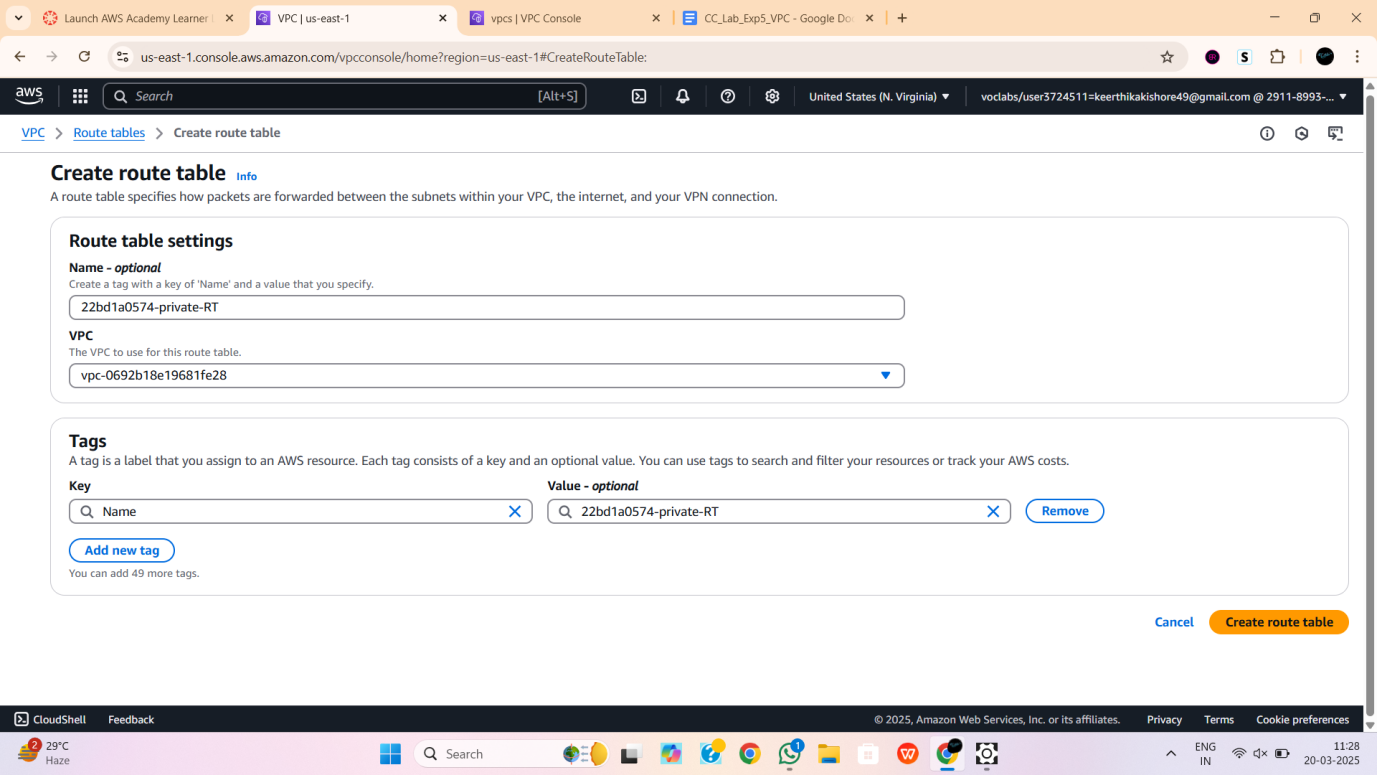 Launch AWS Academy Learner
VPC | us-east-1
vpcs | VPC Console
CC_Lab_Exp5_VPC - Google Do
us-east-1.console.aws.amazon.com/vpcconsole/home?region=us-east-1#CreateRouteTable:
aws
Search
[Alt+S]
United States (N. Virginia)
voclabs/user3724511=keerthikakishore49@gmail.com @ 2911-8993-...
VPC > Route tables > Create route table
Create route table Info
A route table specifies how packets are forwarded between the subnets within your VPC, the internet, and your VPN connection.
Route table settings
Name - optional
Create a tag with a key of 'Name' and a value that you specify.
22bd1a0574-private-RT
VPC
The VPC to use for this route table.
vpc-0692b18e19681fe28
Tags
A tag is a label that you assign to an AWS resource. Each tag consists of a key and an optional value. You can use tags to search and filter your resources or track your AWS costs.
Key
Value - optional
Name
22bd1a0574-private-RT
Remove
Add new tag
You can add 49 more tags.
Cancel
Create route table
CloudShell
Feedback
© 2025, Amazon Web Services, Inc. or its affiliates.
Privacy
Terms
Cookie preferences
2
29°C
Haze
Search
1
ENG
IN
11:28
20-03-2025